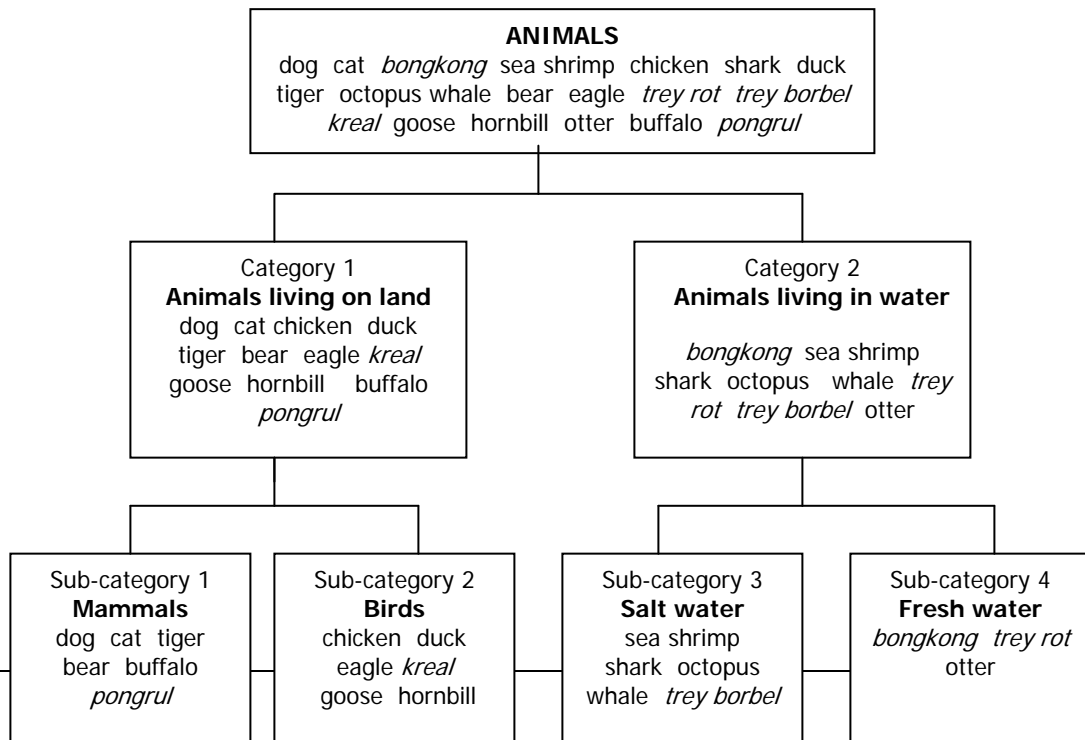 ANIMALS
dog cat bongkong sea shrimp chicken shark duck
tiger octopus whale bear eagle trey rot trey borbel
kreal goose hornbill otter buffalo pongrul
Category 1
Animals living on land
dog cat chicken duck
tiger bear eagle kreal
goose hornbill buffalo
pongrul
Category 2
Animals living in water
bongkong sea shrimp
shark octopus whale trey
rot trey borbel otter
Sub-category 1
Mammals
dog cat tiger
bear buffalo
pongrul
Sub-category 2
Birds
chicken duck
eagle kreal
goose hornbill
Sub-category 3
Salt water
sea shrimp
shark octopus
whale trey borbel
Sub-category 4
Fresh water
bongkong trey rot
otter